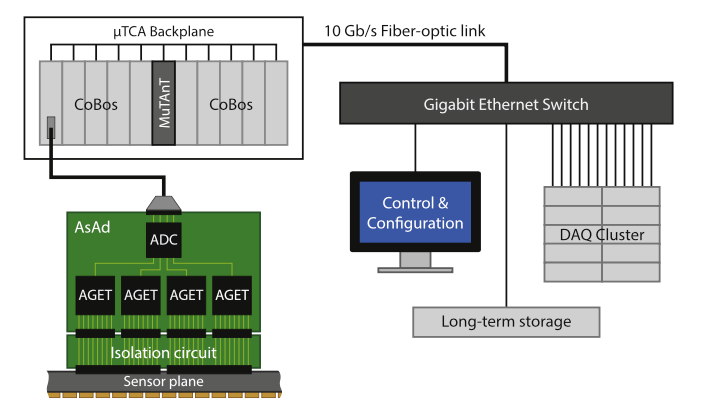 μTCA Backplane
10 Gb/s Fiber-optic link
CoBos
MuTAnT
CoBos
Gigabit Ethernet Switch
Control &
Configuration
DAQ Cluster
AsAd
ADC
AGET
AGET
AGET
AGET
Long-term storage
Isolation circuit
Sensor plane